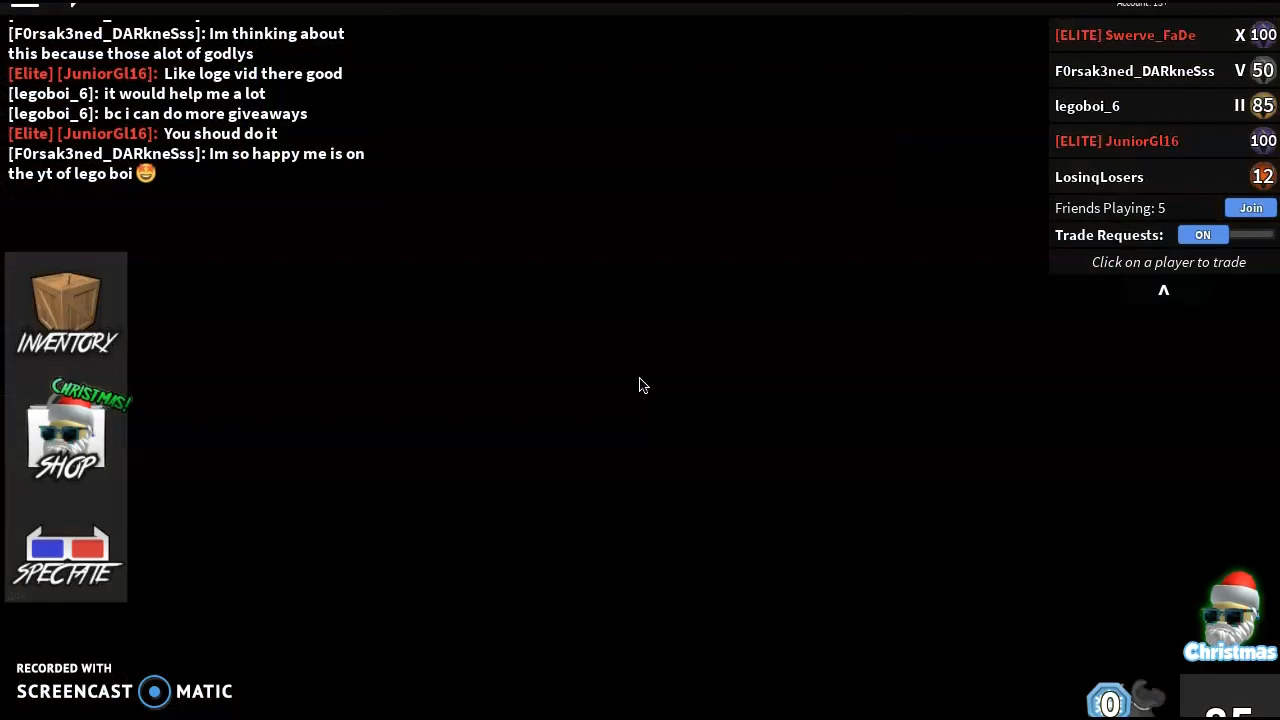 [F0rsak3ned_DARkneSss]: Im thinking about
this because those alot of godlys
[Elite] [JuniorGl16]: Like loge vid there good
[legoboi_6]: it would help me a lot
[legoboi_6]: bc i can do more giveaways
[Elite] [JuniorGl16]: You shoud do it
[F0rsak3ned_DARkneSss]: Im so happy me is on
the yt of lego boi 🤩
INVENTORY
CHRISTMAS!
SHOP
SPECTATE
RECORDED WITH
SCREENCAST MATIC
[ELITE] Swerve_FaDe X 100
F0rsak3ned_DARkneSss V 50
legoboi_6 II 85
[ELITE] JuniorGl16 100
LosinqLosers 12
Friends Playing: 5 Join
Trade Requests: ON
Click on a player to trade
Christmas
0